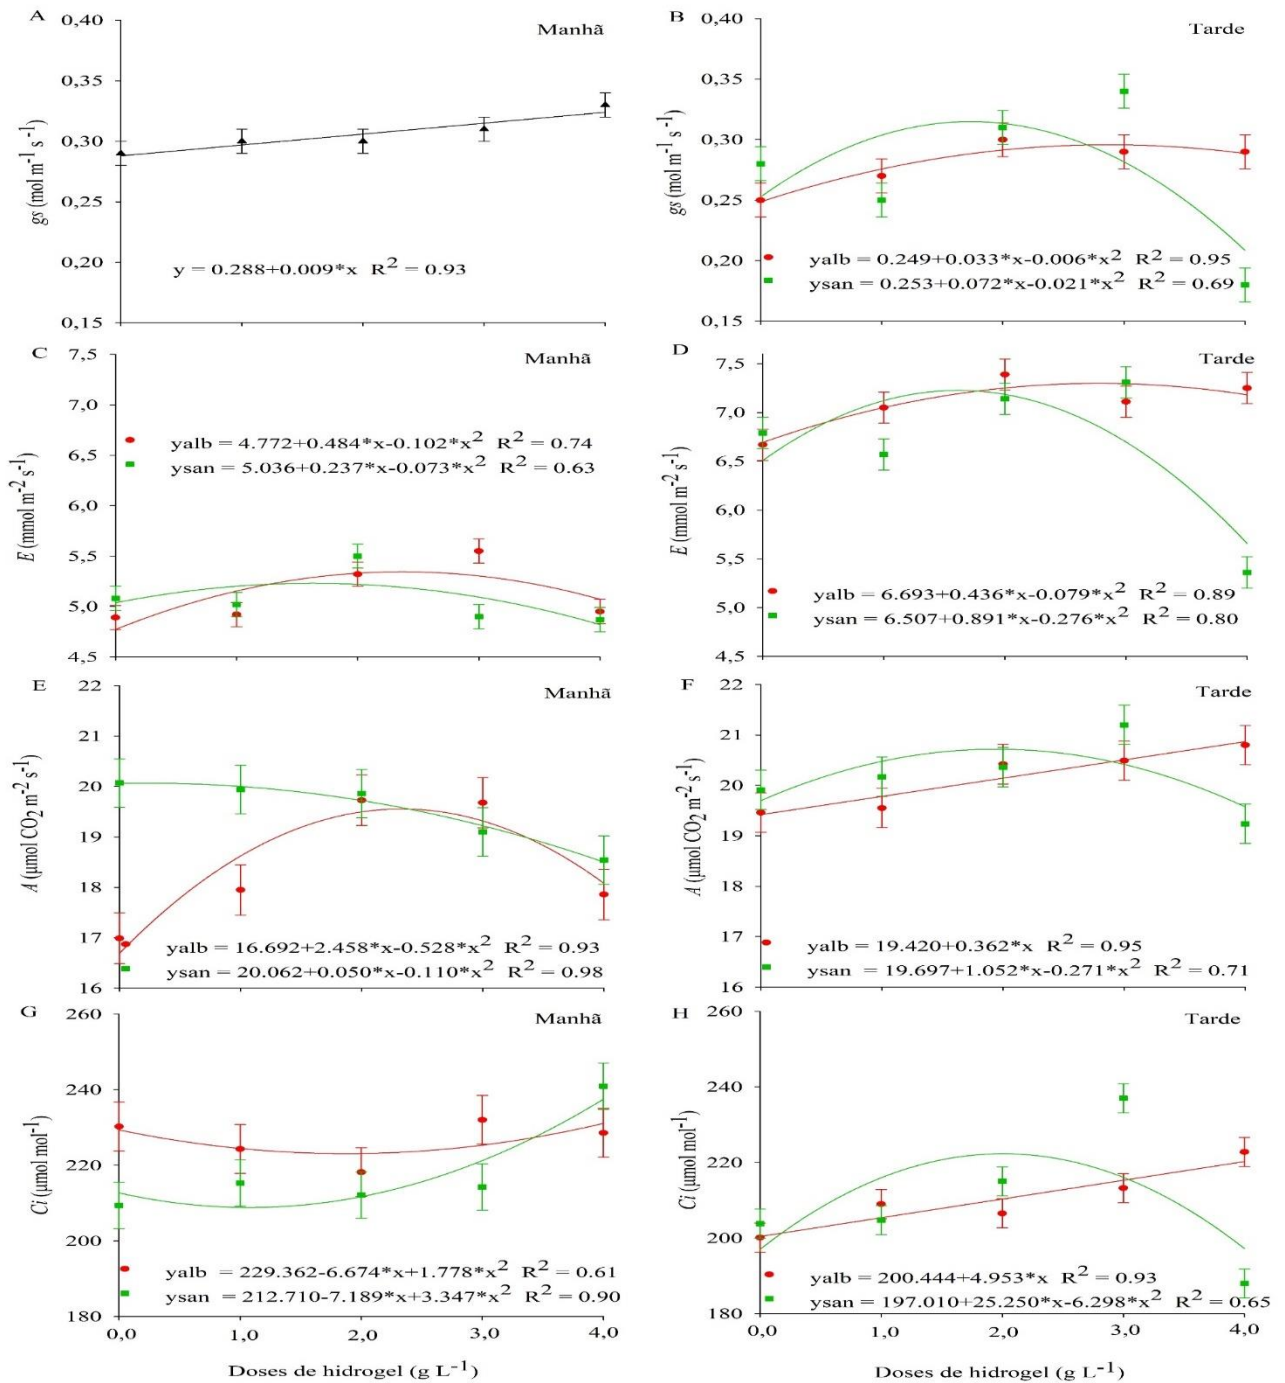 A
Manhã
0,40
0,35
0,30
0,25
0,20
0,15
gs (mol m⁻¹ s⁻¹)
y = 0.288+0.009*x R² = 0.93
B
Tarde
0,40
0,35
0,30
0,25
0,20
0,15
gs (mol m⁻¹ s⁻¹)
yalb = 0.249+0.033*x-0.006*x² R² = 0.95
ysan = 0.253+0.072*x-0.021*x² R² = 0.69
C
Manhã
7,5
7,0
6,5
6,0
5,5
5,0
4,5
E (mmol m⁻² s⁻¹)
yalb = 4.772+0.484*x-0.102*x² R² = 0.74
ysan = 5.036+0.237*x-0.073*x² R² = 0.63
D
Tarde
7,5
7,0
6,5
6,0
5,5
5,0
4,5
E (mmol m⁻² s⁻¹)
yalb = 6.693+0.436*x-0.079*x² R² = 0.89
ysan = 6.507+0.891*x-0.276*x² R² = 0.80
E
Manhã
22
21
20
19
18
17
16
A (µmol CO₂ m⁻² s⁻¹)
yalb = 16.692+2.458*x-0.528*x² R² = 0.93
ysan = 20.062+0.050*x-0.110*x² R² = 0.98
F
Tarde
22
21
20
19
18
17
16
A (µmol CO₂ m⁻² s⁻¹)
yalb = 19.420+0.362*x R² = 0.95
ysan = 19.697+1.052*x-0.271*x² R² = 0.71
G
Manhã
260
240
220
200
180
Ci (µmol mol⁻¹)
yalb = 229.362-6.674*x+1.778*x² R² = 0.61
ysan = 212.710-7.189*x+3.347*x² R² = 0.90
0,0 1,0 2,0 3,0 4,0
Doses de hidrogel (g L⁻¹)
H
Tarde
260
240
220
200
180
Ci (µmol mol⁻¹)
yalb = 200.444+4.953*x R² = 0.93
ysan = 197.010+25.250*x-6.298*x² R² = 0.65
0,0 1,0 2,0 3,0 4,0
Doses de hidrogel (g L⁻¹)